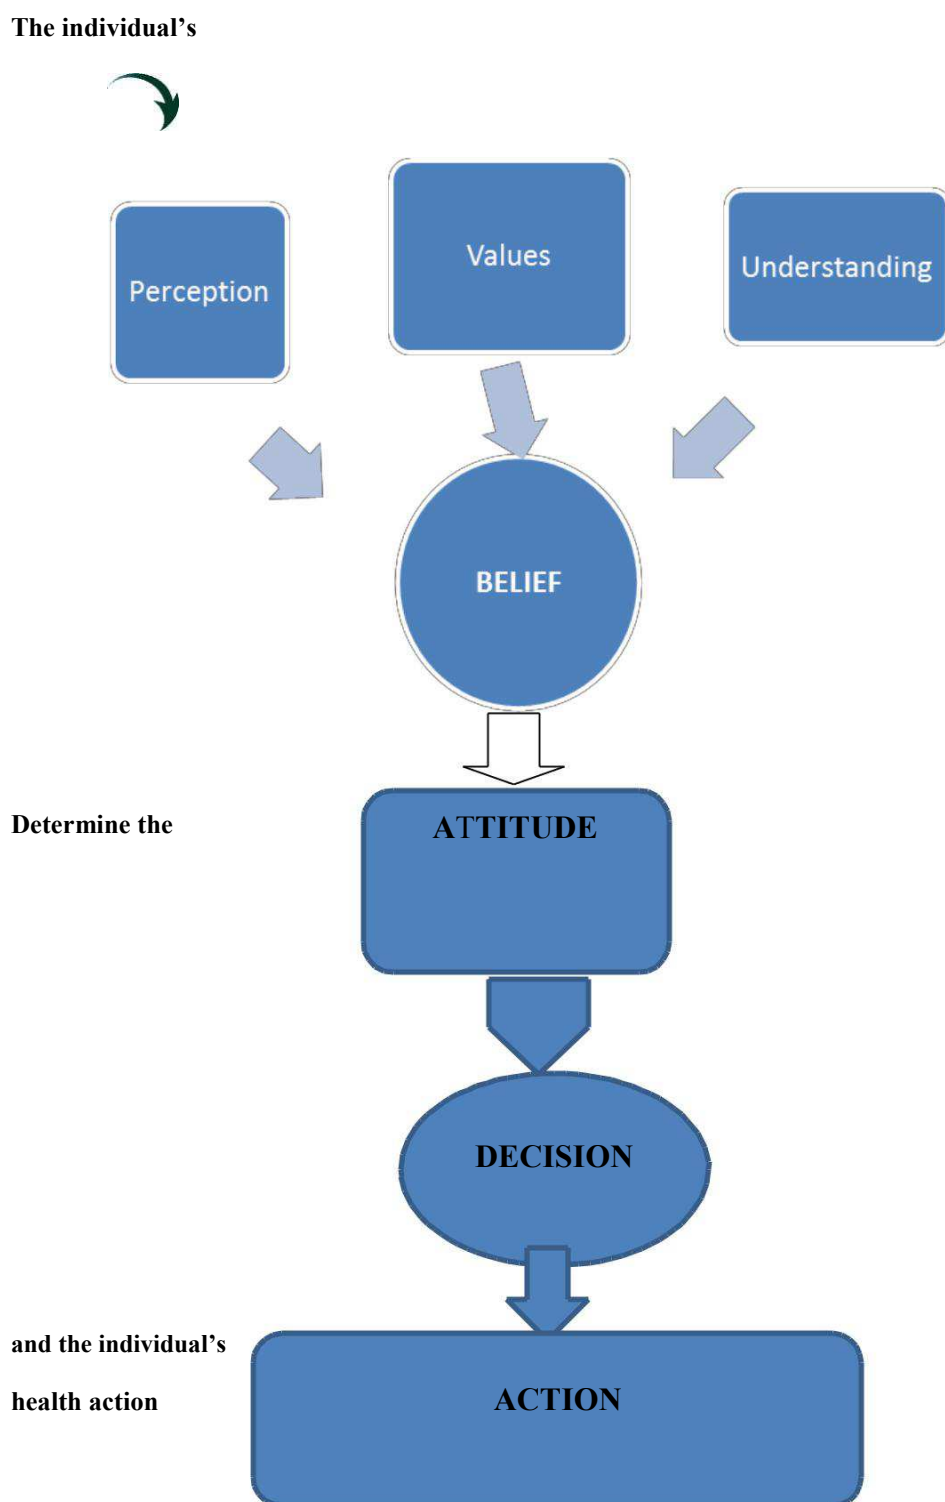 The individual’s
Values
Understanding
Perception
BELIEF
Determine the
ATTITUDE
DECISION
and the individual’s
health action
ACTION